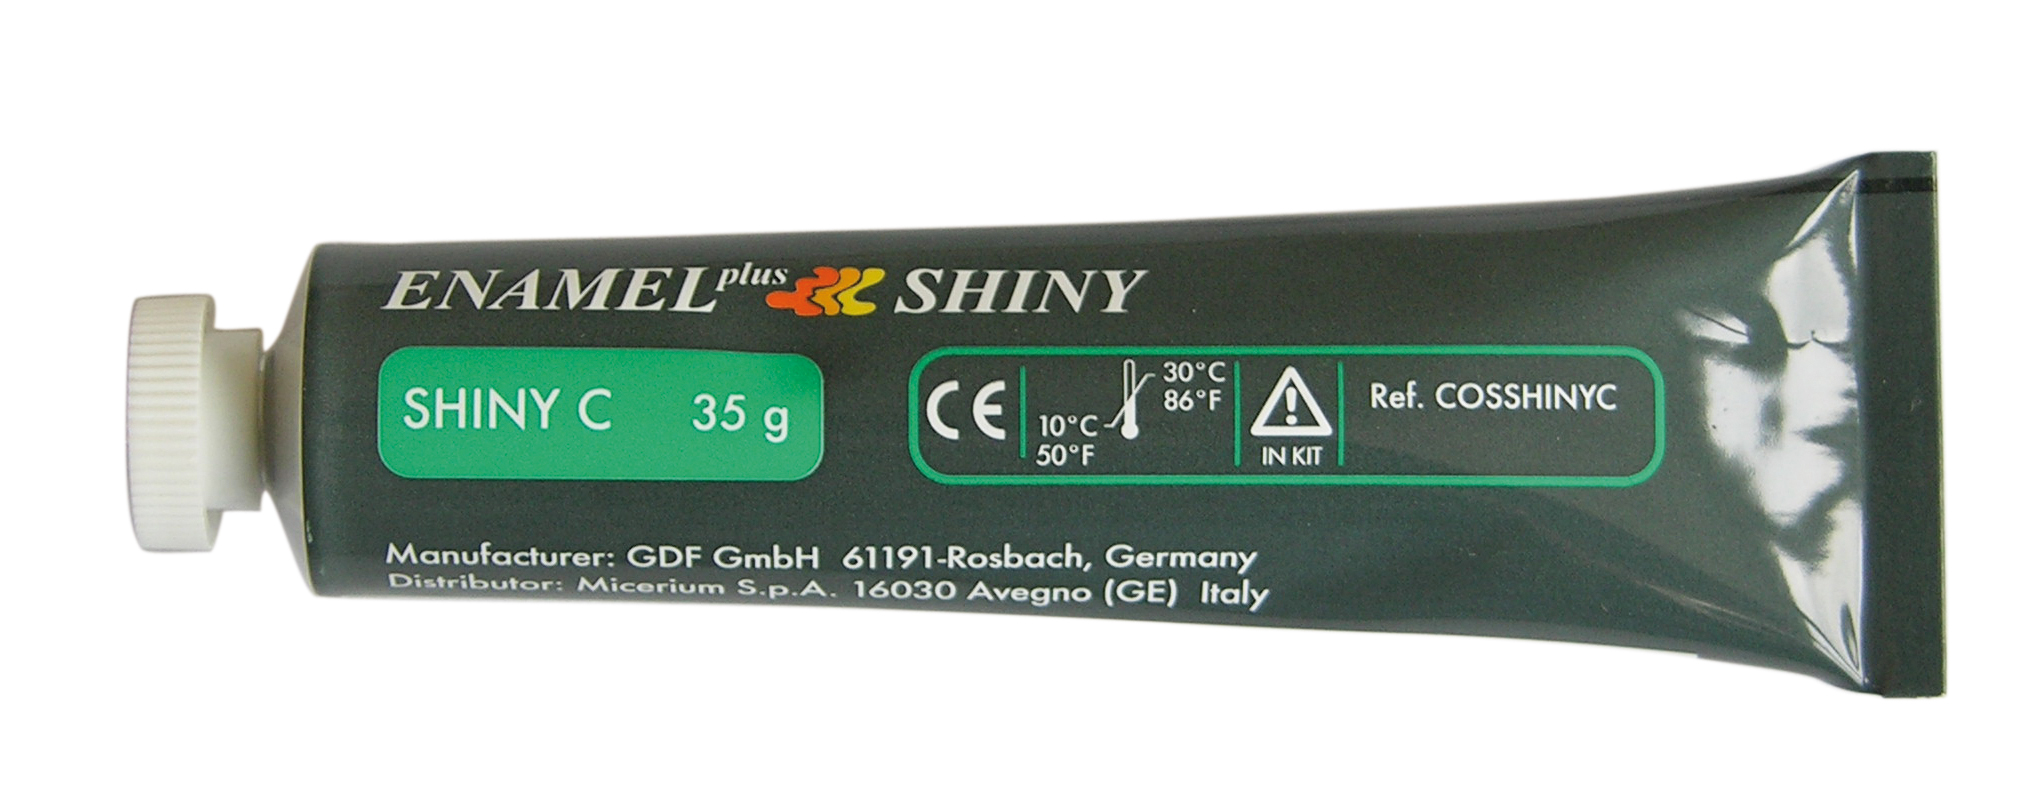 ENAMEL plus SHINY
SHINY C 35 g
CE
10°C
50°F
30°C
86°F
IN KIT
Ref. COSSHINYC
Manufacturer: GDF GmbH 61191-Rosbach, Germany
Distributor: Micerium S.p.A. 16030 Avegno (GE) Italy